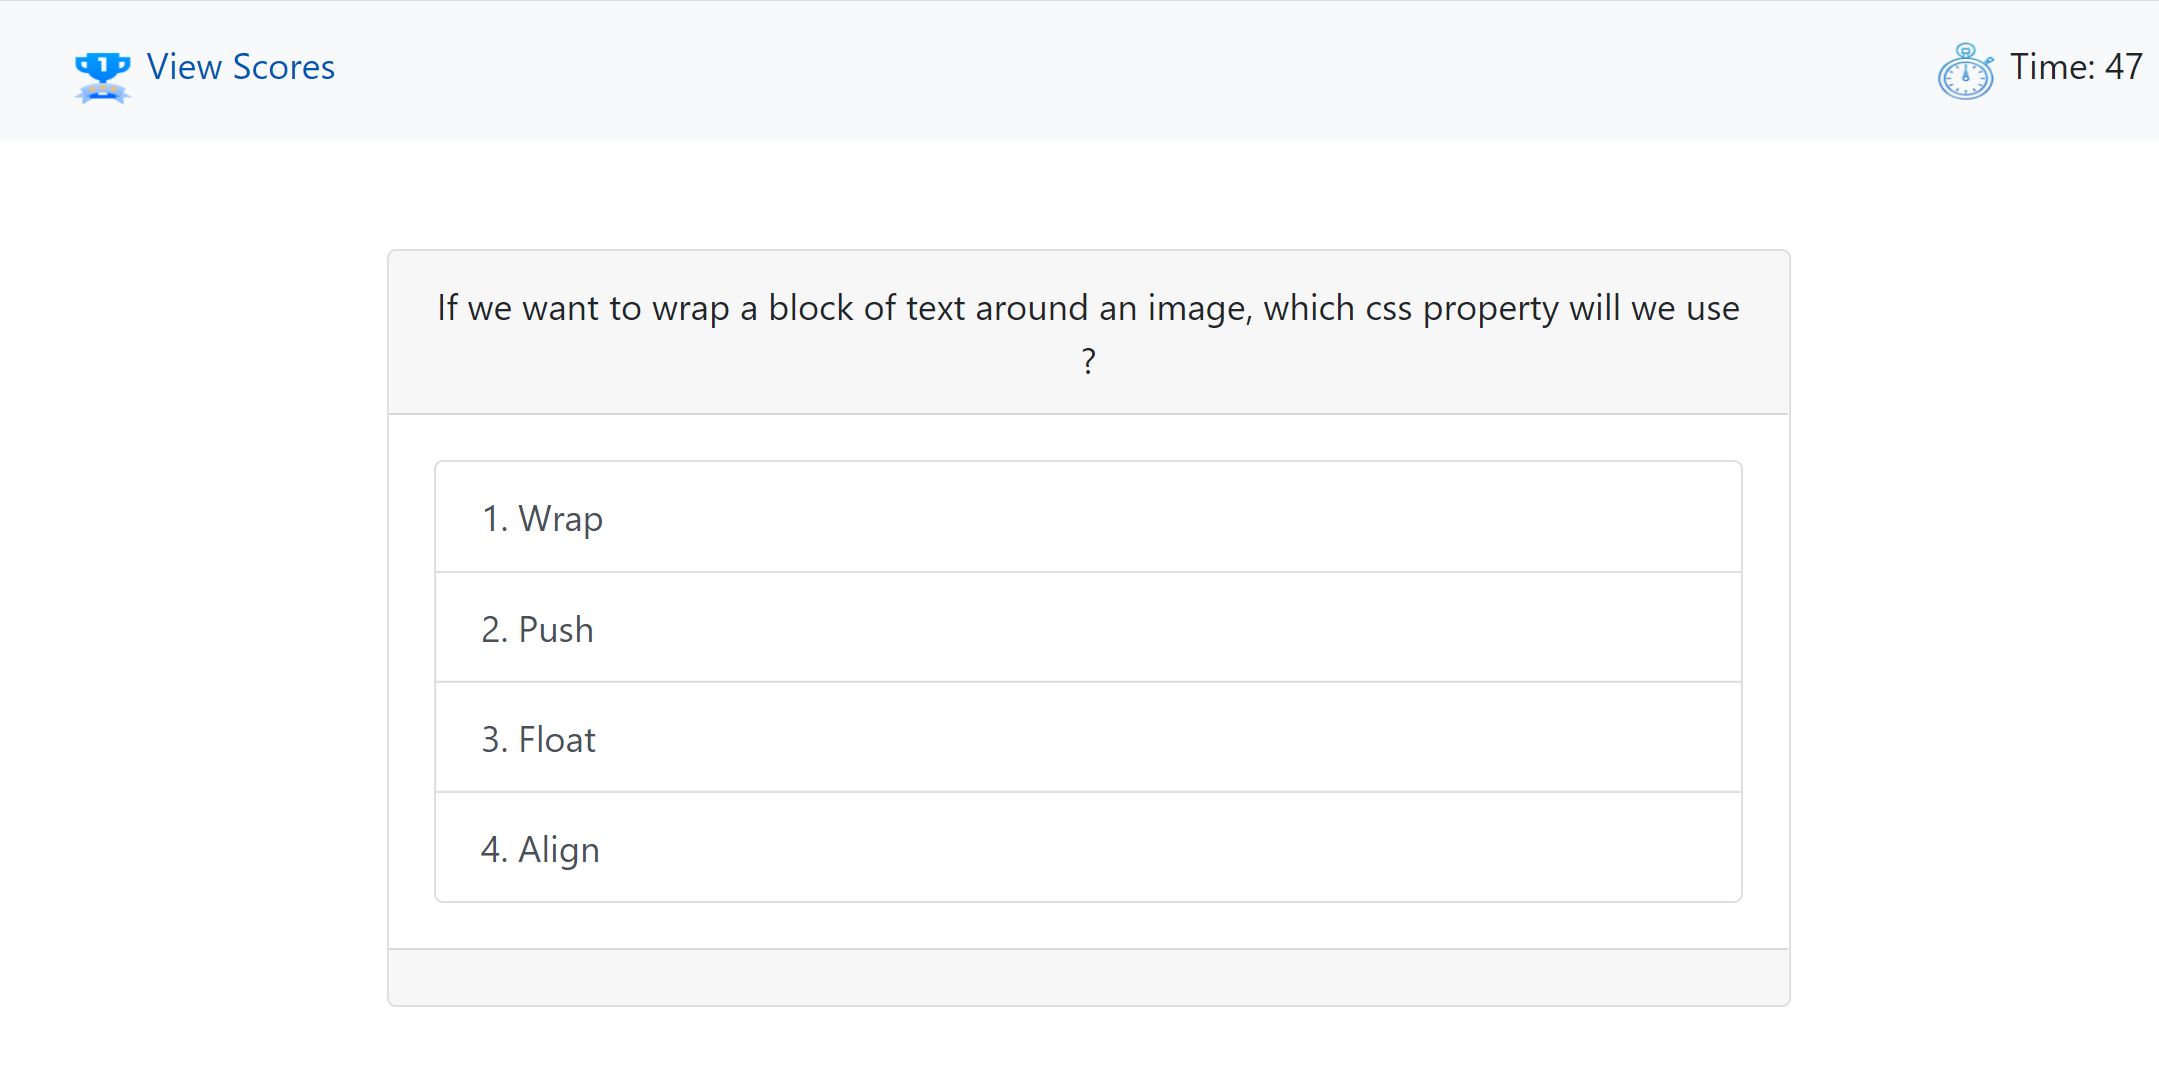 View Scores
Time: 47
If we want to wrap a block of text around an image, which css property will we use
?
1. Wrap
2. Push
3. Float
4. Align